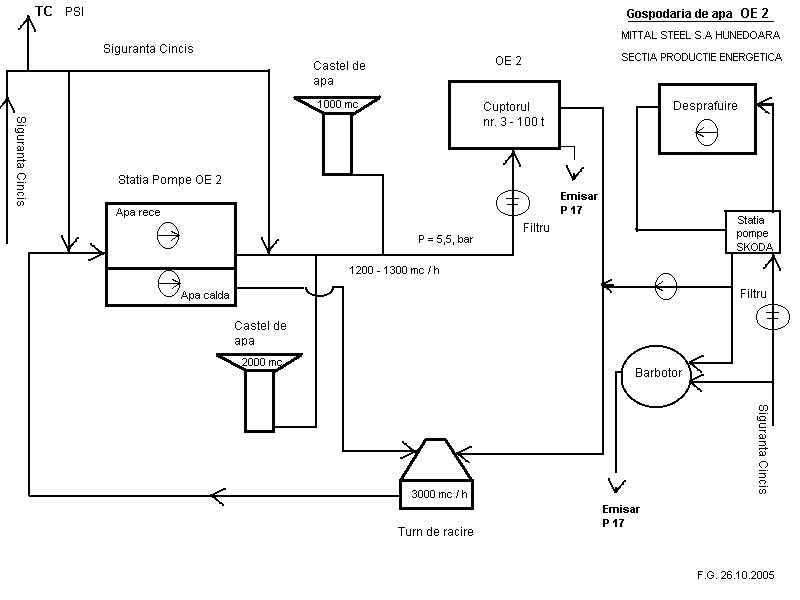 TC PSI
Gospodaria de apa OE 2
MITTAL STEEL S.A HUNEDOARA
SECTIA PRODUCTIE ENERGETICA
Siguranta Cincis
Siguranta Cincis
Castel de
apa
1000 mc
OE 2
Cuptorul
nr. 3 - 100 t
Desprafuire
Emisar
P 17
Statia Pompe OE 2
Apa rece
Apa calda
Filtru
P = 5,5, bar
1200 - 1300 mc / h
Statia
pompe
SKODA
Filtru
Castel de
apa
2000 mc
Barbotor
Siguranta Cincis
3000 mc / h
Turn de racire
Emisar
P 17
F.G. 26.10.2005